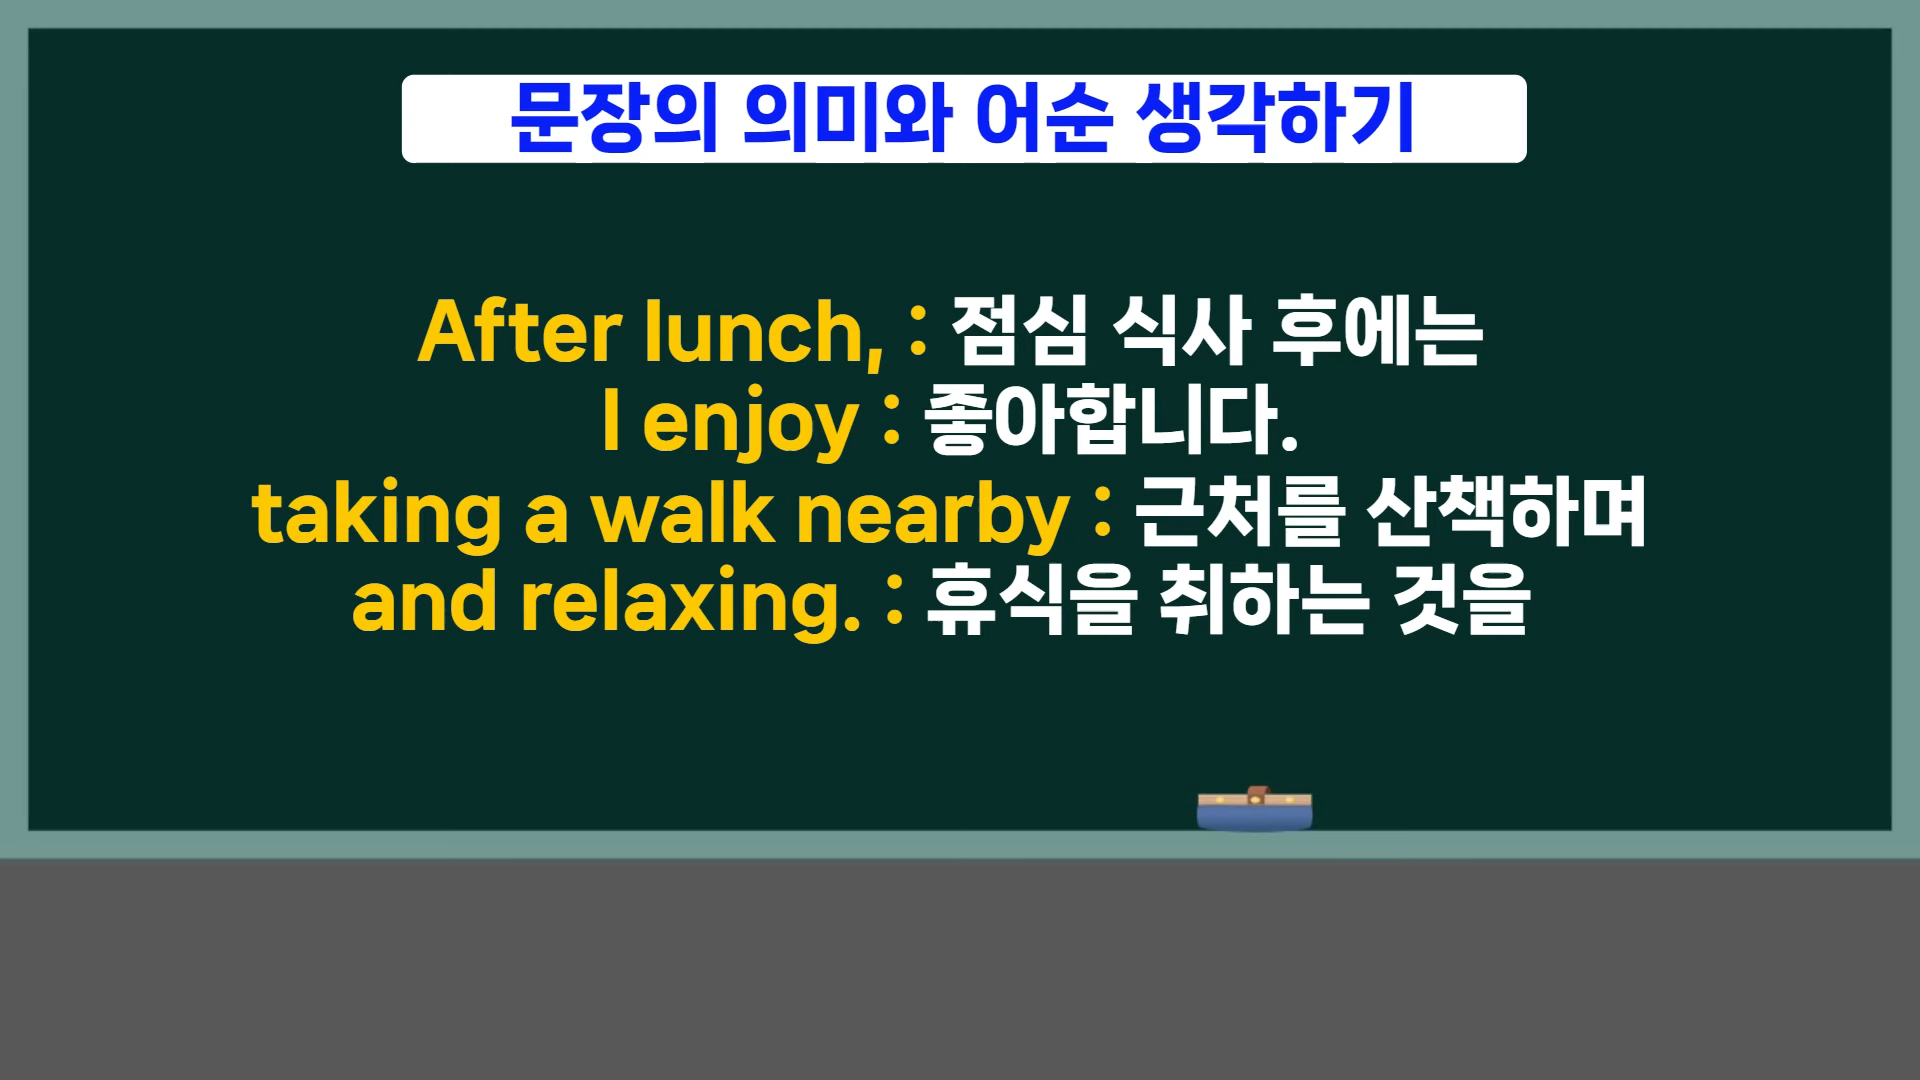 문장의 의미와 어순 생각하기
After lunch, : 점심 식사 후에는
I enjoy : 좋아합니다.
taking a walk nearby : 근처를 산책하며
and relaxing. : 휴식을 취하는 것을